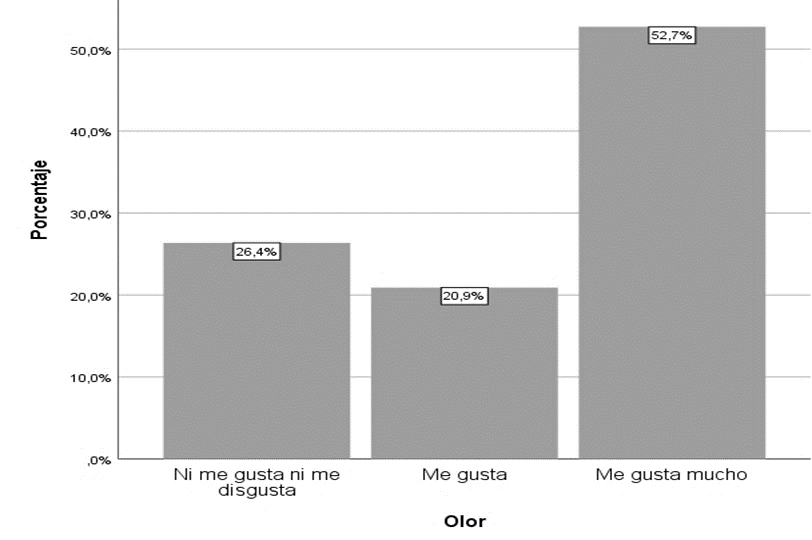 50,0%
40,0%
30,0%
20,0%
10,0%
,0%
Porcentaje
26,4%
20,9%
52,7%
Ni me gusta ni me
disgusta
Me gusta
Me gusta mucho
Olor